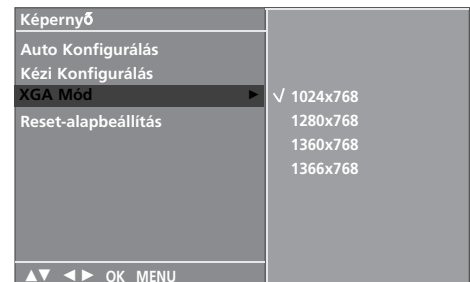 Képernyő
Auto Konfigurálás
Kézi Konfigurálás
XGA Mód ►
Reset-alapbeállítás
√ 1024x768
1280x768
1360x768
1366x768
▲▼ ◄► OK MENU